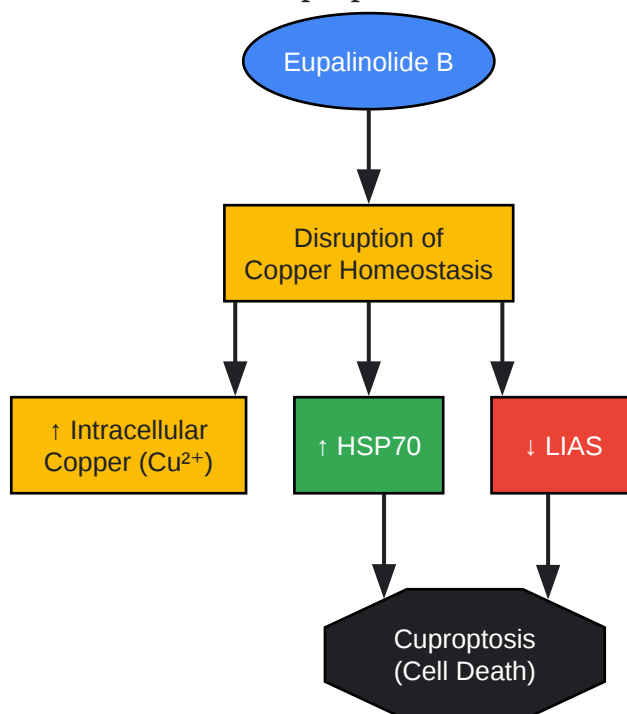 Eupalinolide B
Disruption of
Copper Homeostasis
↑ Intracellular
Copper (Cu²⁺)
↑ HSP70
↓ LIAS
Cuproptosis
(Cell Death)